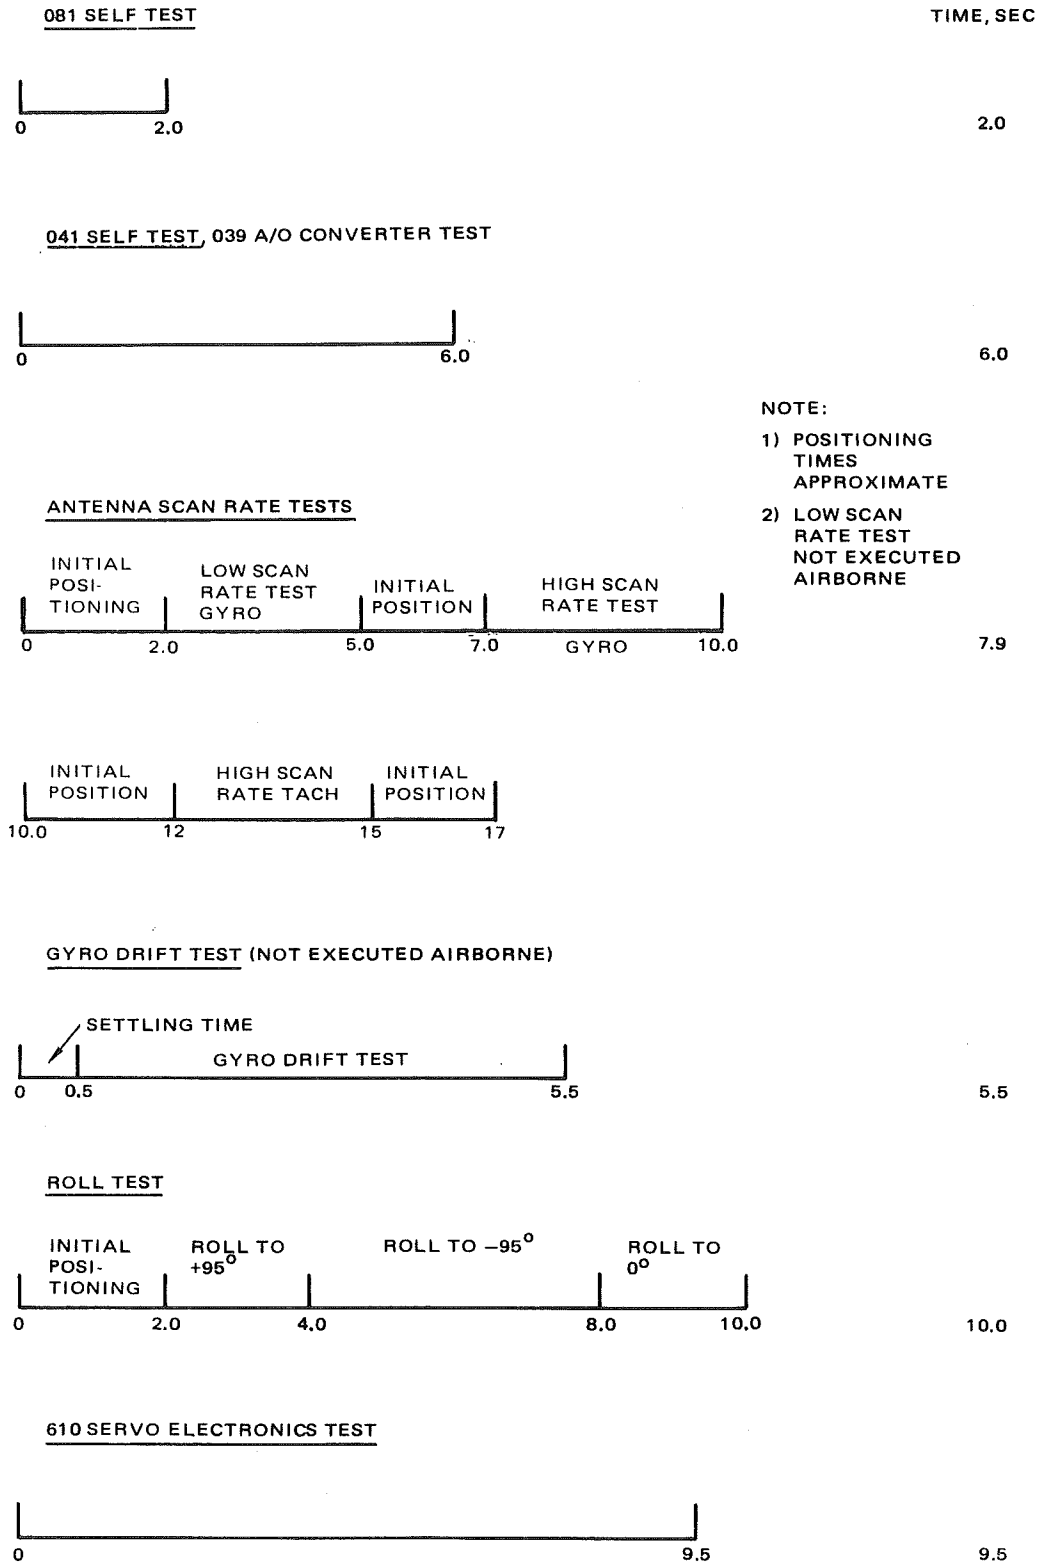 081 SELF TEST
TIME, SEC
0
2.0
2.0
041 SELF TEST, 039 A/O CONVERTER TEST
0
6.0
6.0
NOTE:
1) POSITIONING
TIMES
APPROXIMATE
2) LOW SCAN
RATE TEST
NOT EXECUTED
AIRBORNE
ANTENNA SCAN RATE TESTS
INITIAL
POSI-
TIONING
LOW SCAN
RATE TEST
GYRO
INITIAL
POSITION
HIGH SCAN
RATE TEST
0
2.0
5.0
7.0
GYRO
10.0
7.9
INITIAL
POSITION
HIGH SCAN
RATE TACH
INITIAL
POSITION
10.0
12
15
17
GYRO DRIFT TEST (NOT EXECUTED AIRBORNE)
SETTLING TIME
GYRO DRIFT TEST
0
0.5
5.5
5.5
ROLL TEST
INITIAL
POSI-
TIONING
ROLL TO
+95°
ROLL TO −95°
ROLL TO
0°
0
2.0
4.0
8.0
10.0
10.0
610 SERVO ELECTRONICS TEST
0
9.5
9.5